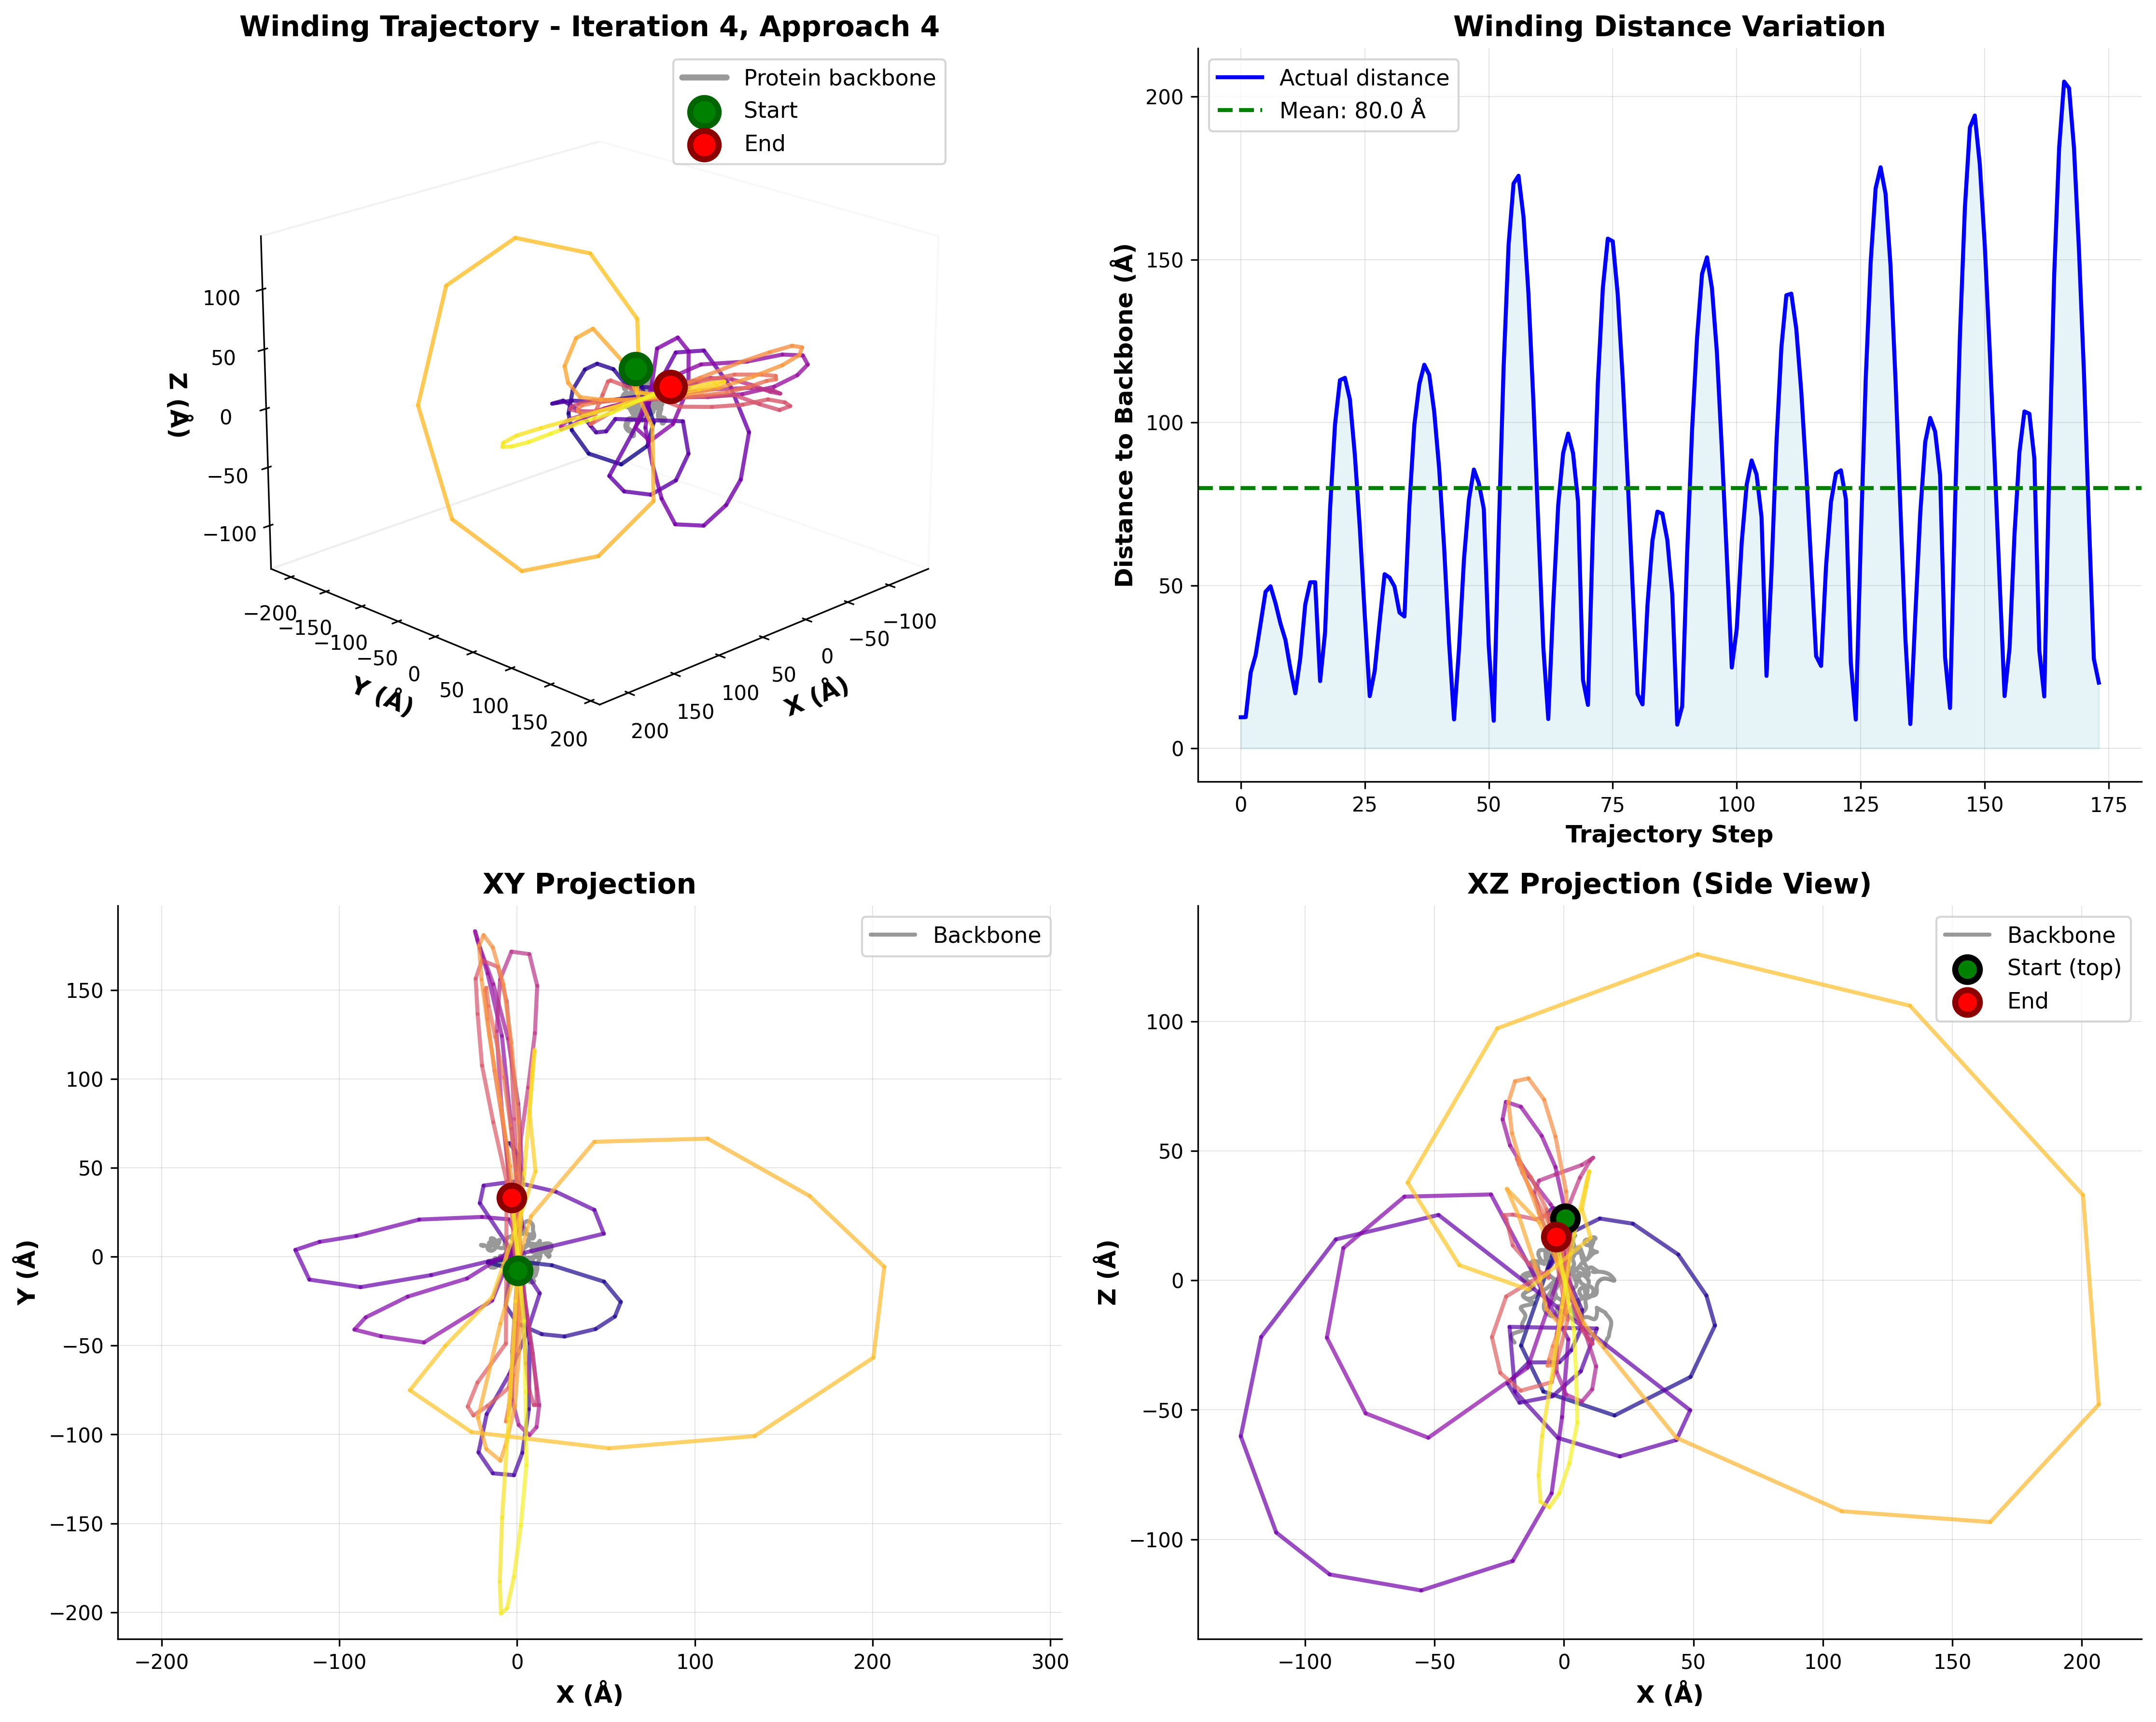 Winding Trajectory - Iteration 4, Approach 4
Protein backbone
Start
End
100
50
0
−50
−100
Z (Å)
−200
−150
−100
−50
0
50
100
150
200
Y (Å)
200
150
100
50
0
−50
−100
X (Å)
Winding Distance Variation
Actual distance
Mean: 80.0 Å
200
150
100
50
0
Distance to Backbone (Å)
0 25 50 75 100 125 150 175
Trajectory Step
XY Projection
Backbone
150
100
50
0
−50
−100
−150
−200
Y (Å)
−200 −100 0 100 200 300
X (Å)
XZ Projection (Side View)
Backbone
Start (top)
End
100
50
0
−50
−100
Z (Å)
−100 −50 0 50 100 150 200
X (Å)